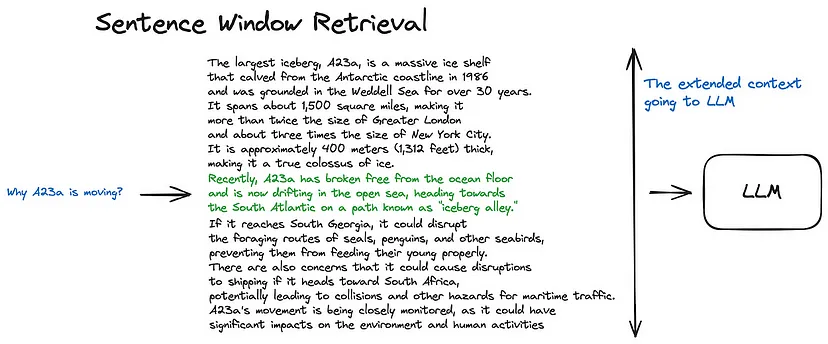 Sentence Window Retrieval
The largest iceberg, A23a, is a massive ice shelf
that calved from the Antarctic coastline in 1986
and was grounded in the Weddell Sea for over 30 years.
It spans about 1,500 square miles, making it
more than twice the size of Greater London
and about three times the size of New York City.
It is approximately 400 meters (1,312 feet) thick,
making it a true colossus of ice.
Recently, A23a has broken free from the ocean floor
and is now drifting in the open sea, heading towards
the South Atlantic on a path known as "iceberg alley."
If it reaches South Georgia, it could disrupt
the foraging routes of seals, penguins, and other seabirds,
preventing them from feeding their young properly.
There are also concerns that it could cause disruptions
to shipping if it heads toward South Africa,
potentially leading to collisions and other hazards for maritime traffic.
A23a's movement is being closely monitored, as it could have
significant impacts on the environment and human activities
Why A23a is moving?
The extended context
going to LLM
LLM